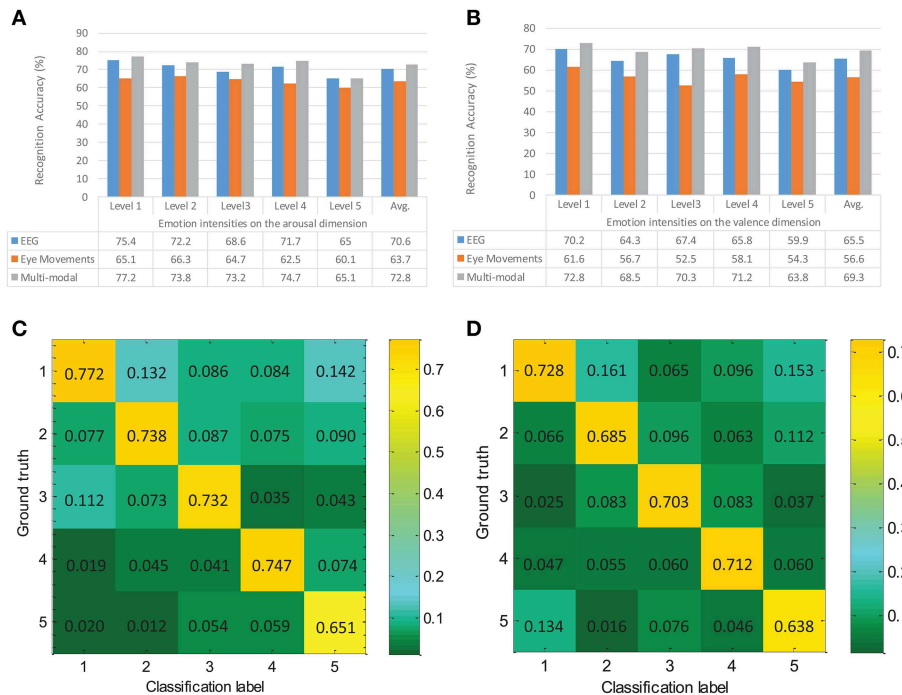 A
Recognition Accuracy (%)
90
80
70
60
50
40
30
20
10
0
Level 1 Level 2 Level3 Level 4 Level 5 Avg.
Emotion intensities on the arousal dimension
EEG 75.4 72.2 68.6 71.7 65 70.6
Eye Movements 65.1 66.3 64.7 62.5 60.1 63.7
Multi-modal 77.2 73.8 73.2 74.7 65.1 72.8
B
Recognition Accuracy (%)
80
70
60
50
40
30
20
10
0
Level 1 Level 2 Level3 Level 4 Level 5 Avg.
Emotion intensities on the valence dimension
EEG 70.2 64.3 67.4 65.8 59.9 65.5
Eye Movements 61.6 56.7 52.5 58.1 54.3 56.6
Multi-modal 72.8 68.5 70.3 71.2 63.8 69.3
C
Ground truth
1 0.772 0.132 0.086 0.084 0.142
2 0.077 0.738 0.087 0.075 0.090
3 0.112 0.073 0.732 0.035 0.043
4 0.019 0.045 0.041 0.747 0.074
5 0.020 0.012 0.054 0.059 0.651
1 2 3 4 5
Classification label
0.7
0.6
0.5
0.4
0.3
0.2
0.1
D
Ground truth
1 0.728 0.161 0.065 0.096 0.153
2 0.066 0.685 0.096 0.063 0.112
3 0.025 0.083 0.703 0.083 0.037
4 0.047 0.055 0.060 0.712 0.060
5 0.134 0.016 0.076 0.046 0.638
1 2 3 4 5
Classification label